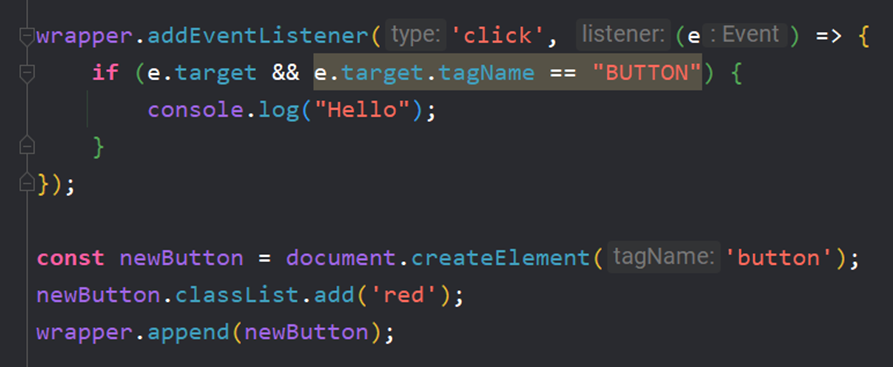 wrapper.addEventListener( type: 'click', listener: (e : Event ) => {
if (e.target && e.target.tagName == "BUTTON") {
console.log("Hello");
}
});
const newButton = document.createElement( tagName: 'button');
newButton.classList.add('red');
wrapper.append(newButton);